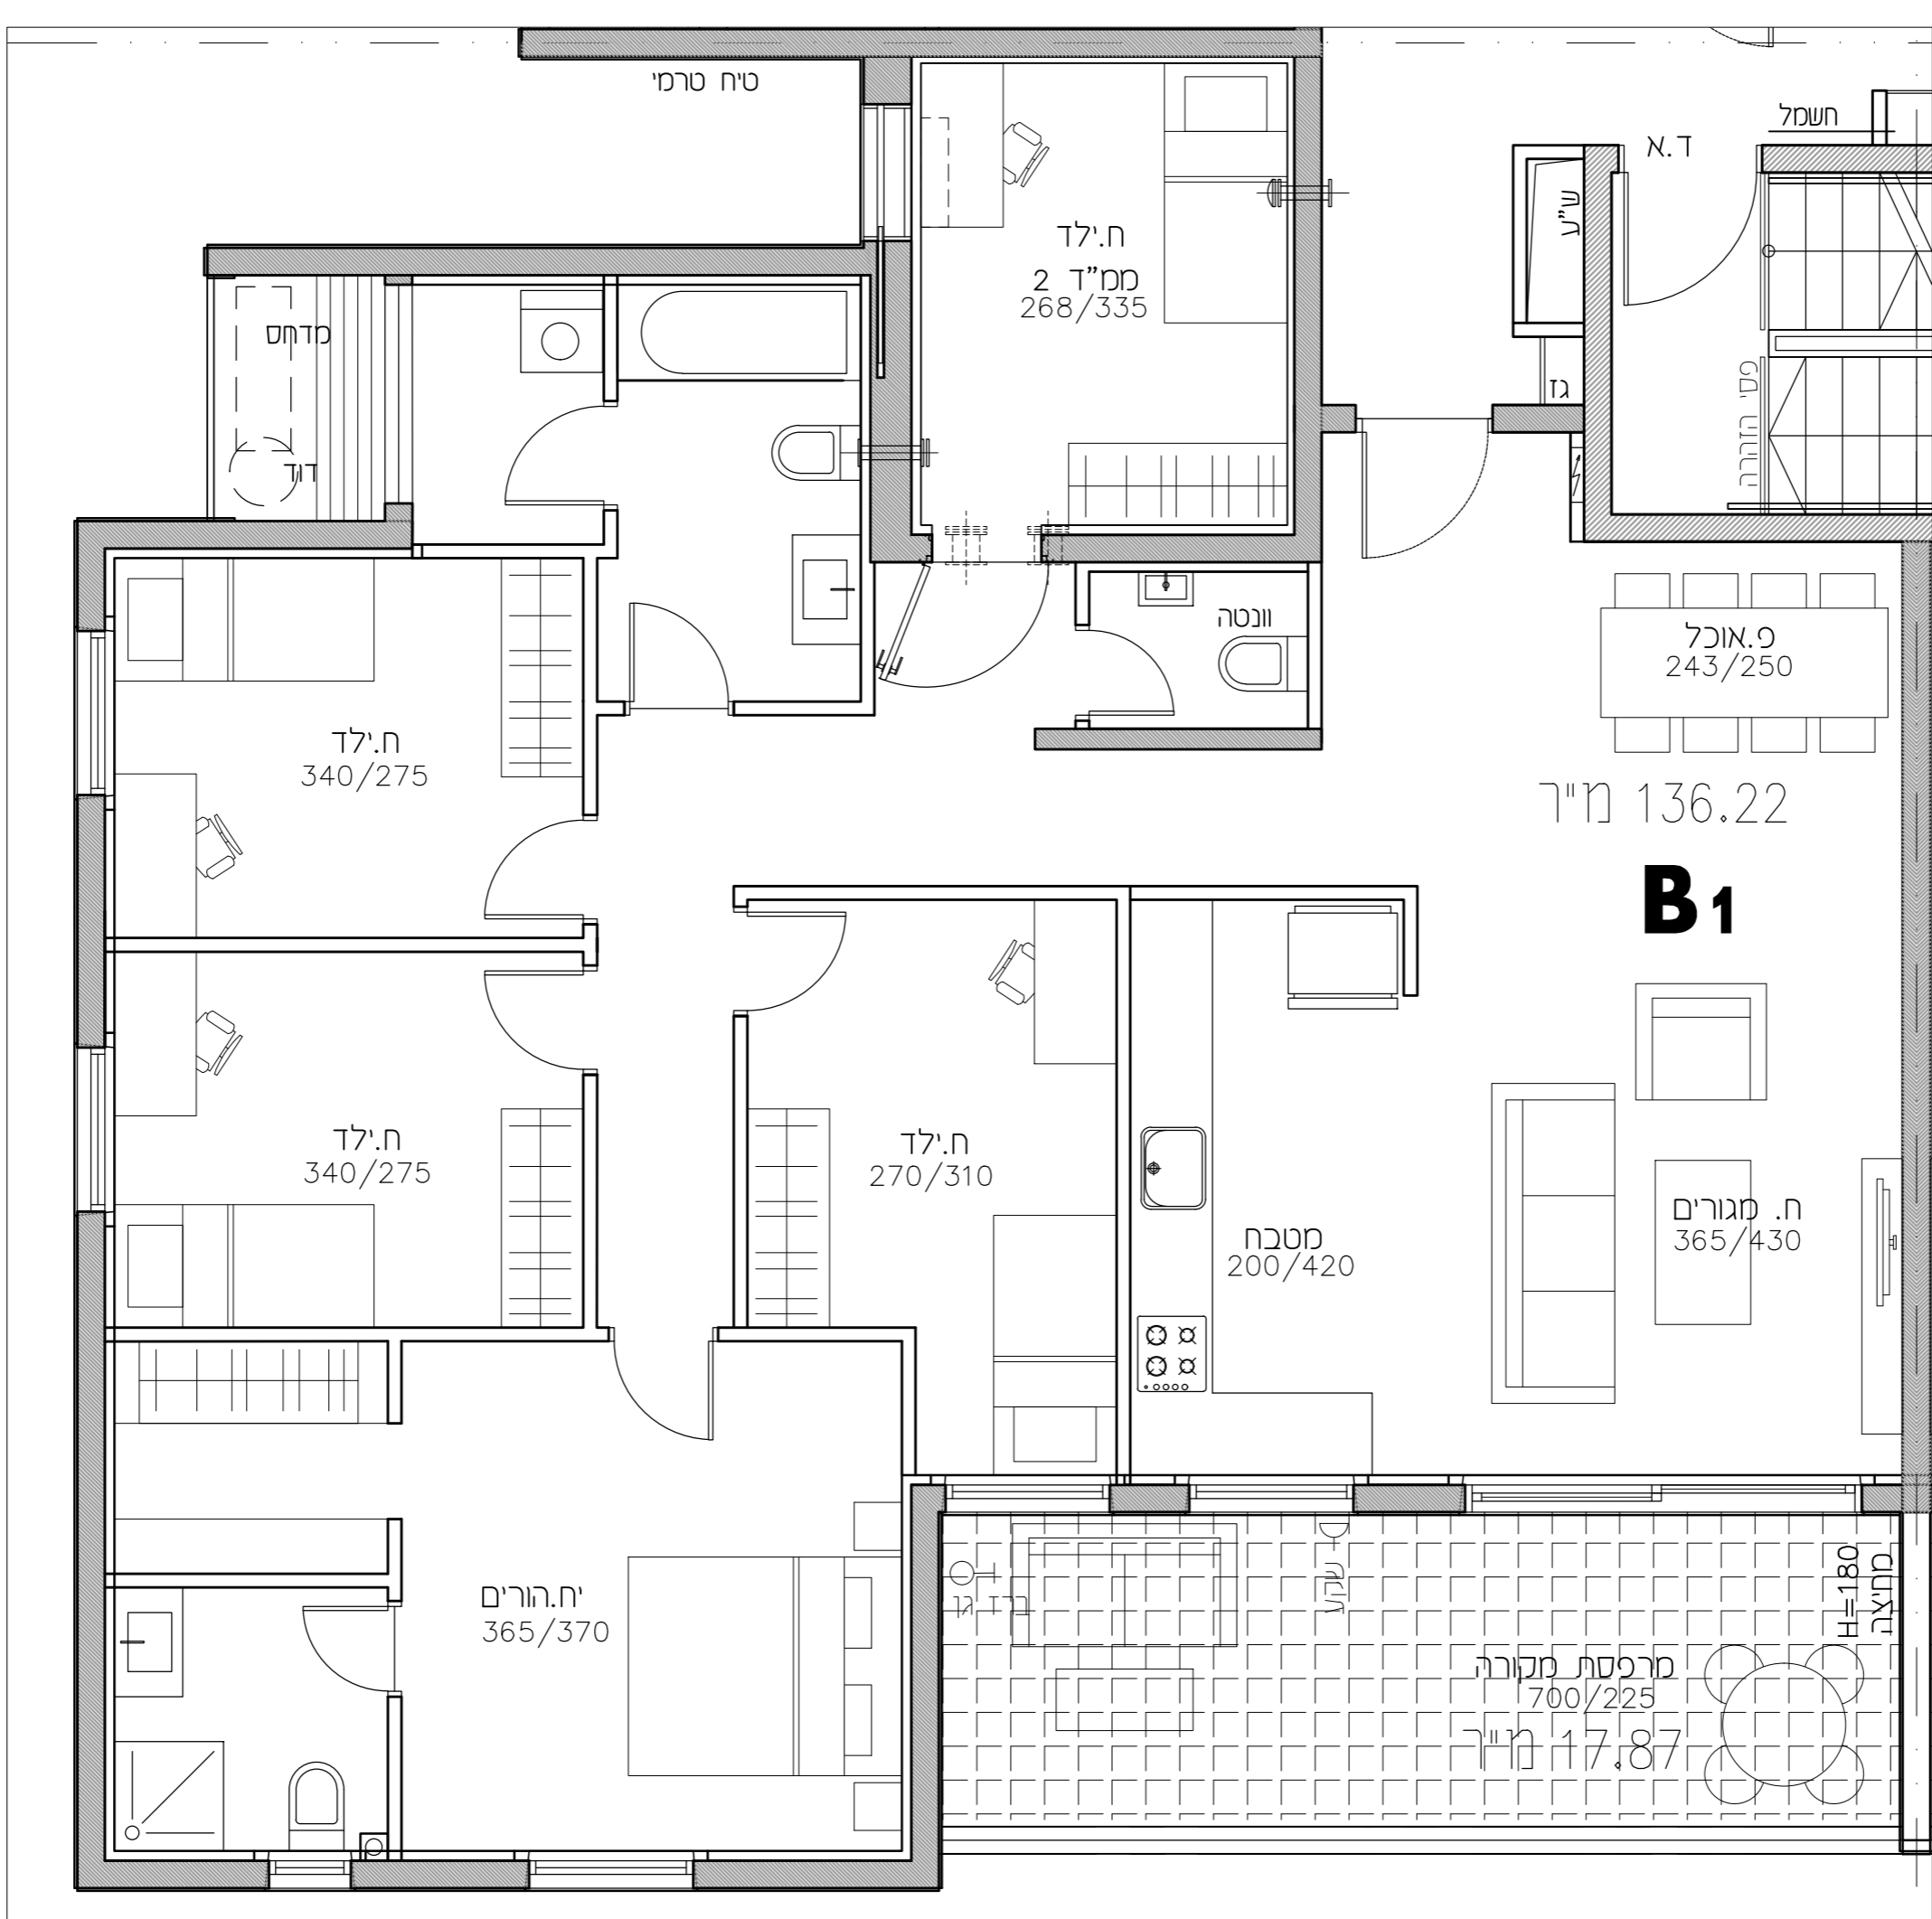 טיח טרמי
חשמל
ד.א
ש"ע
ח.ילד
ממ"ד 2
268/335
מדחס
דוד
גז
פסי הזהרה
וונטה
פ.אוכל
243/250
ח.ילד
340/275
136.22 מ"ר
B1
ח.ילד
340/275
ח.ילד
270/310
מטבח
200/420
ח. מגורים
365/430
יח.הורים
365/370
ברז גן
שקע
מחיצה
H=180
מרפסת מקורה
700/225
17.87 מ"ר